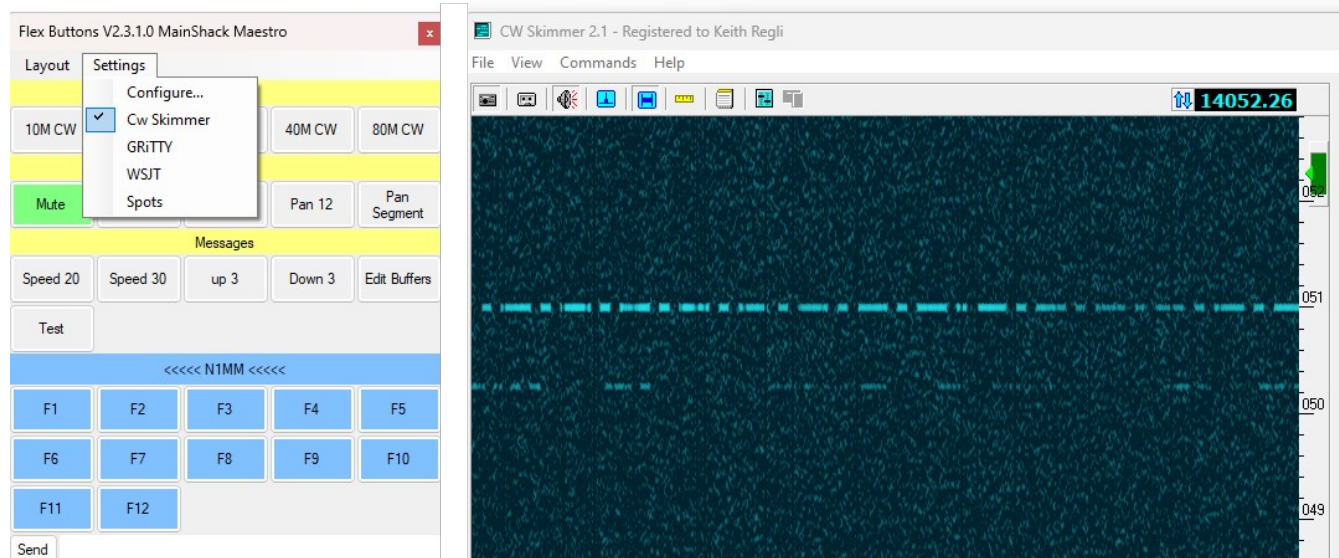 Flex Buttons V2.3.1.0 MainShack Maestro
x
Layout Settings
Configure...
Cw Skimmer
GRiTTY
WSJT
Spots
10M CW 40M CW 80M CW
Mute Pan 12 Pan Segment
Messages
Speed 20 Speed 30 up 3 Down 3 Edit Buffers
Test
<<<<< N1MM <<<<<
F1 F2 F3 F4 F5
F6 F7 F8 F9 F10
F11 F12
Send
CW Skimmer 2.1 - Registered to Keith Regli
File View Commands Help
14052.26
052
051
050
049